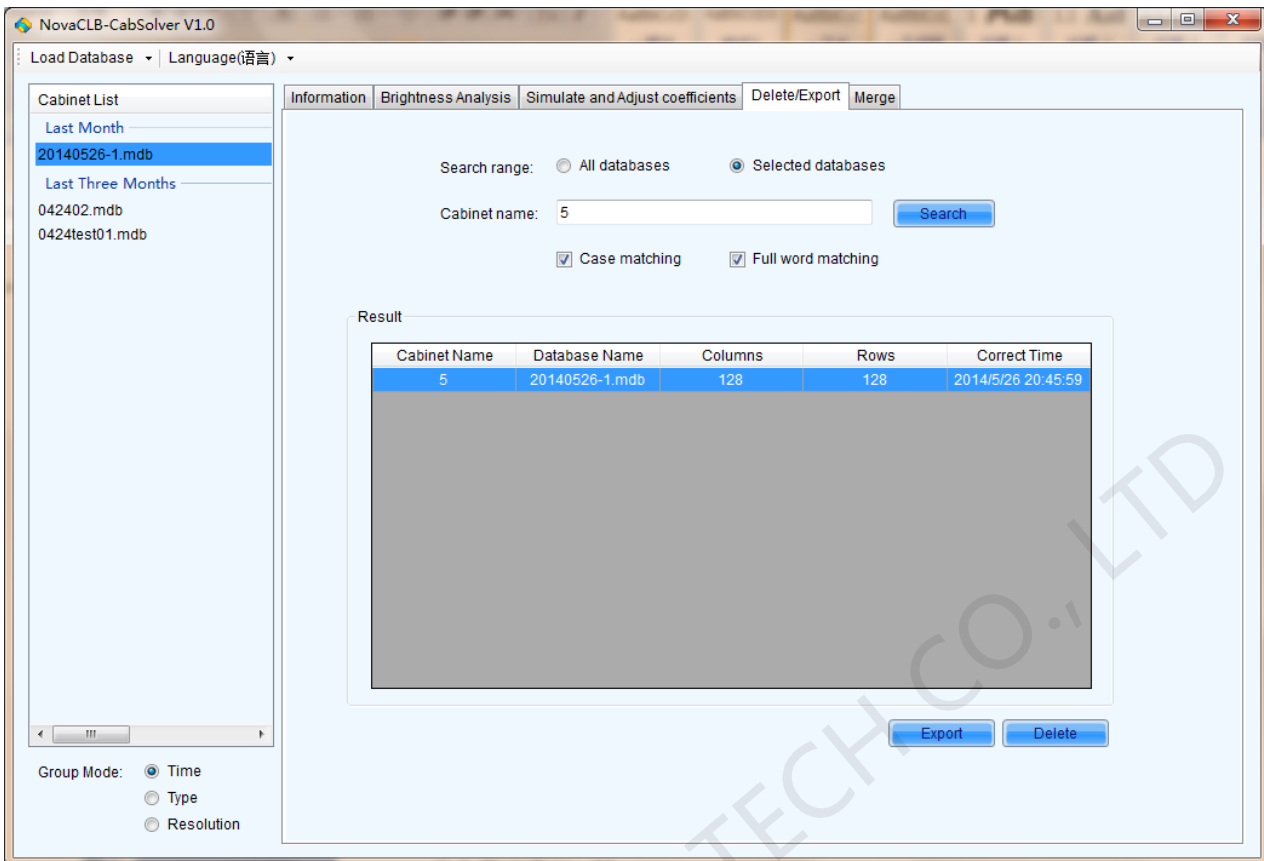 NovaCLB-CabSolver V1.0
Load Database Language(语言)
Cabinet List
Last Month
20140526-1.mdb
Last Three Months
042402.mdb
0424test01.mdb
Group Mode: Time
Type
Resolution
Information Brightness Analysis Simulate and Adjust coefficients Delete/Export Merge
Search range: All databases Selected databases
Cabinet name: 5 Search
Case matching Full word matching
Result
Cabinet Name Database Name Columns Rows Correct Time
5 20140526-1.mdb 128 128 2014/5/26 20:45:59
Export Delete
TECH CO., LTD